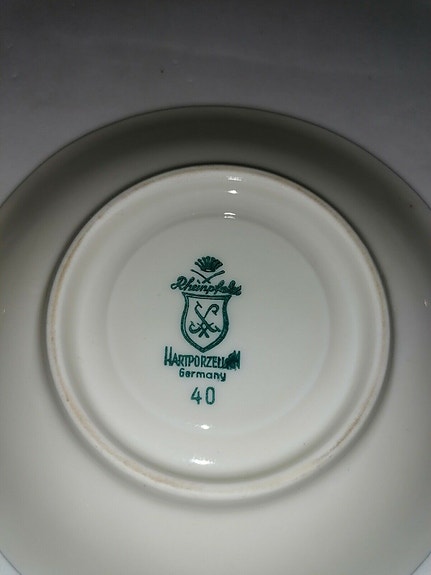 Rheinpfalz
HARTPORZELLAN
Germany
40